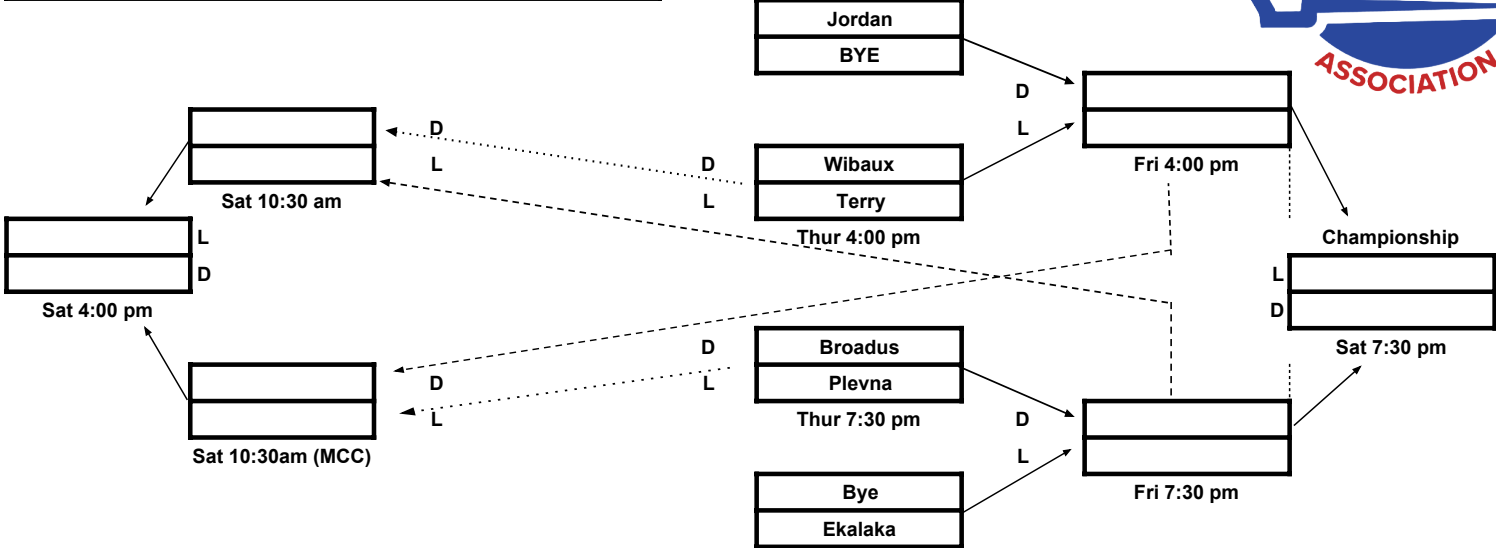 Jordan
BYE
ASSOCIATION
D
L
Fri 4:00 pm
D
L
Sat 10:30 am
D
L
Wibaux
Terry
Thur 4:00 pm
L
D
Sat 4:00 pm
Championship
L
D
Sat 7:30 pm
D
L
Broadus
Plevna
Thur 7:30 pm
D
L
Sat 10:30am (MCC)
D
L
Fri 7:30 pm
Bye
Ekalaka